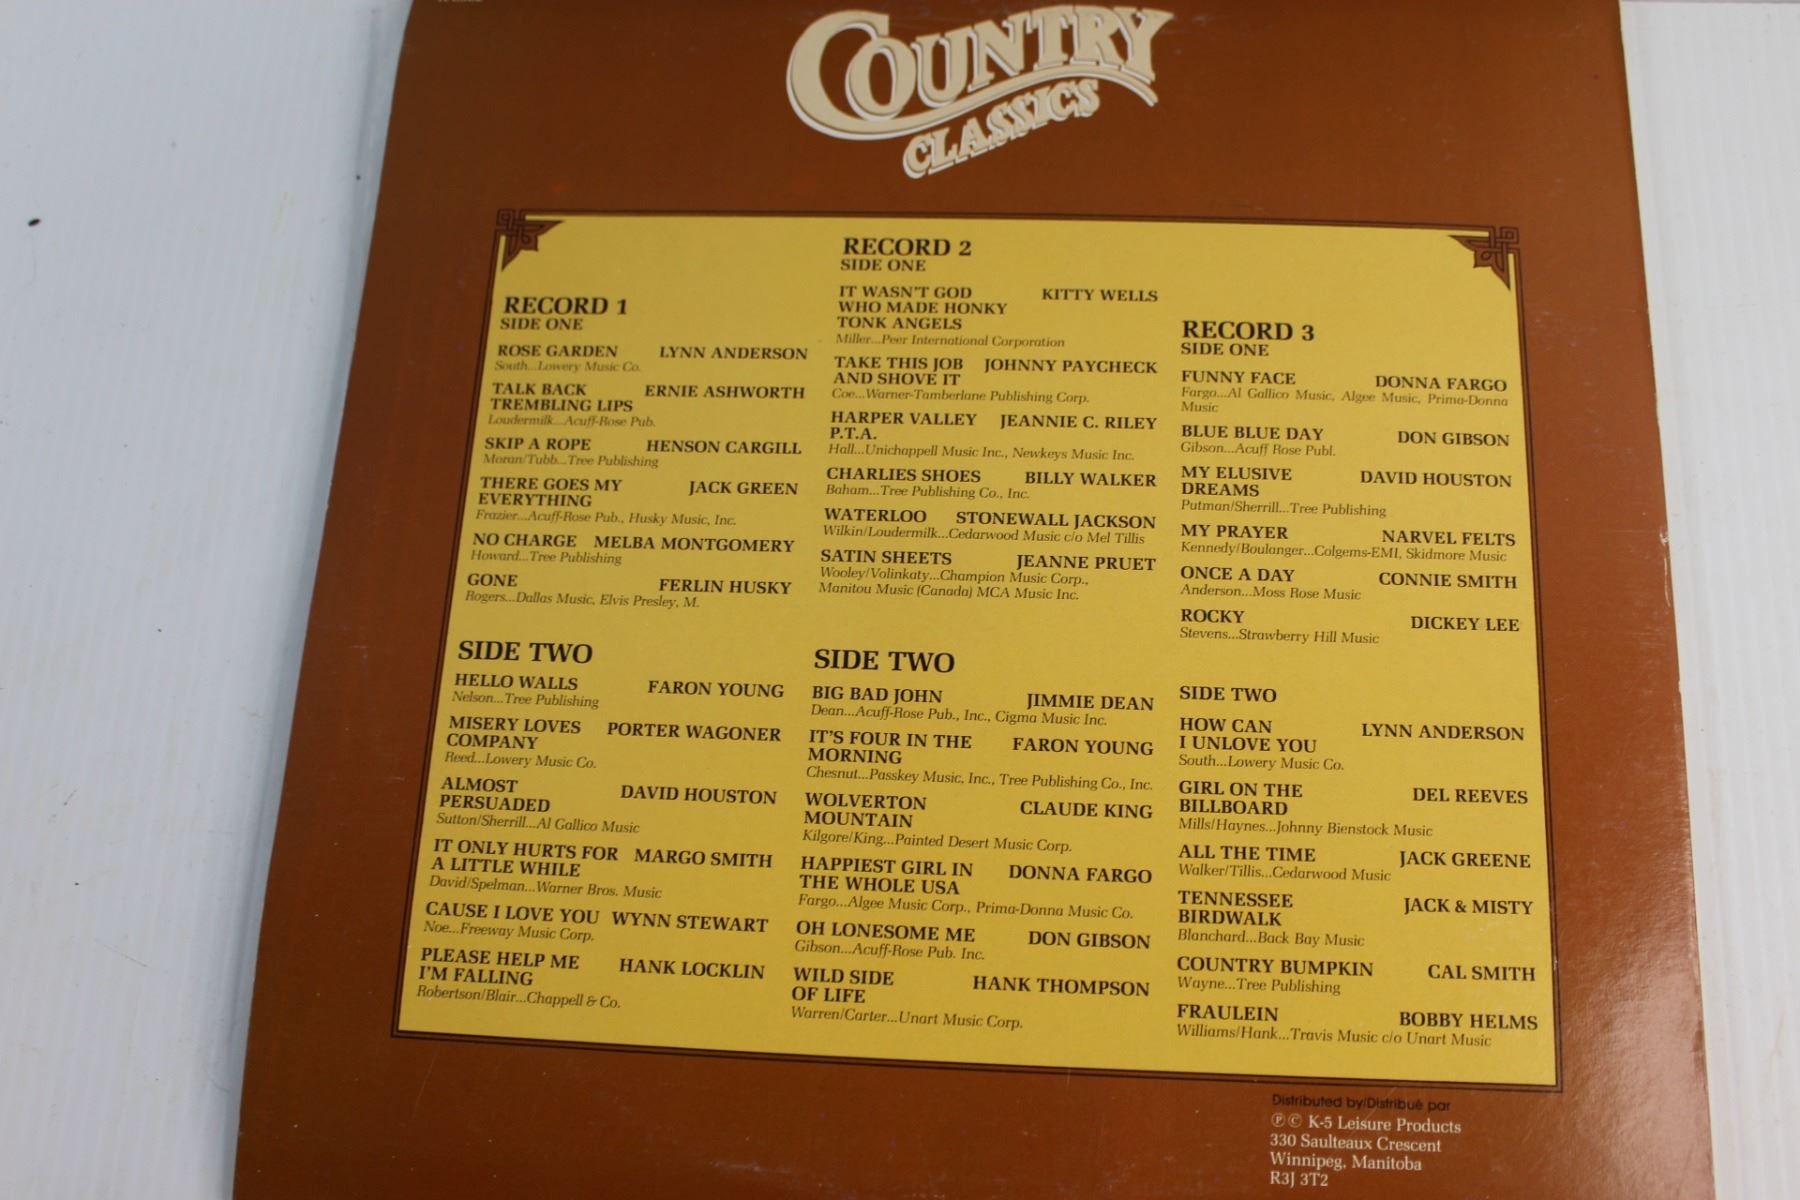 COUNTRY
CLASSICS
RECORD 1
SIDE ONE
ROSE GARDEN LYNN ANDERSON
South...Lowery Music Co.
TALK BACK ERNIE ASHWORTH
TREMBLING LIPS
Loudermilk...Acuff-Rose Pub.
SKIP A ROPE HENSON CARGILL
Moran/Tubb...Tree Publishing
THERE GOES MY JACK GREEN
EVERYTHING
Frazier...Acuff-Rose Pub., Husky Music, Inc.
NO CHARGE MELBA MONTGOMERY
Howard...Tree Publishing
GONE FERLIN HUSKY
Rogers...Dallas Music, Elvis Presley, M.
SIDE TWO
HELLO WALLS FARON YOUNG
Nelson...Tree Publishing
MISERY LOVES PORTER WAGONER
COMPANY
Reed...Lowery Music Co.
ALMOST DAVID HOUSTON
PERSUADED
Sutton/Sherrill...Al Gallico Music
IT ONLY HURTS FOR MARGO SMITH
A LITTLE WHILE
David/Spelman...Warner Bros. Music
CAUSE I LOVE YOU WYNN STEWART
Noe...Freeway Music Corp.
PLEASE HELP ME HANK LOCKLIN
I'M FALLING
Robertson/Blair...Chappell & Co.
RECORD 2
SIDE ONE
IT WASN'T GOD KITTY WELLS
WHO MADE HONKY
TONK ANGELS
Miller...Peer International Corporation
TAKE THIS JOB JOHNNY PAYCHECK
AND SHOVE IT
Coe...Warner-Tamberlane Publishing Corp.
HARPER VALLEY JEANNIE C. RILEY
P.T.A.
Hall...Unichappell Music Inc., Newkeys Music Inc.
CHARLIES SHOES BILLY WALKER
Baham...Tree Publishing Co., Inc.
WATERLOO STONEWALL JACKSON
Wilkin/Loudermilk...Cedarwood Music c/o Mel Tillis
SATIN SHEETS JEANNE PRUET
Wooley/Volinkaty...Champion Music Corp.,
Manitou Music (Canada) MCA Music Inc.
SIDE TWO
BIG BAD JOHN JIMMIE DEAN
Dean...Acuff-Rose Pub., Inc., Cigma Music Inc.
IT'S FOUR IN THE FARON YOUNG
MORNING
Chesnut...Passkey Music, Inc., Tree Publishing Co., Inc.
WOLVERTON CLAUDE KING
MOUNTAIN
Kilgore/King...Painted Desert Music Corp.
HAPPIEST GIRL IN DONNA FARGO
THE WHOLE USA
Fargo...Algee Music Corp., Prima-Donna Music Co.
OH LONESOME ME DON GIBSON
Gibson...Acuff-Rose Pub. Inc.
WILD SIDE HANK THOMPSON
OF LIFE
Warren/Carter...Unart Music Corp.
RECORD 3
SIDE ONE
FUNNY FACE DONNA FARGO
Fargo...Al Gallico Music, Algee Music, Prima-Donna
Music
BLUE BLUE DAY DON GIBSON
Gibson...Acuff Rose Publ.
MY ELUSIVE DAVID HOUSTON
DREAMS
Putman/Sherrill...Tree Publishing
MY PRAYER NARVEL FELTS
Kennedy/Boulanger...Colgems-EMI, Skidmore Music
ONCE A DAY CONNIE SMITH
Anderson...Moss Rose Music
ROCKY DICKEY LEE
Stevens...Strawberry Hill Music
SIDE TWO
HOW CAN LYNN ANDERSON
I UNLOVE YOU
South...Lowery Music Co.
GIRL ON THE DEL REEVES
BILLBOARD
Mills/Haynes...Johnny Bienstock Music
ALL THE TIME JACK GREENE
Walker/Tillis...Cedarwood Music
TENNESSEE JACK & MISTY
BIRDWALK
Blanchard...Back Bay Music
COUNTRY BUMPKIN CAL SMITH
Wayne...Tree Publishing
FRAULEIN BOBBY HELMS
Williams/Hank...Travis Music c/o Unart Music
Distributed by/Distribué par
℗ © K-5 Leisure Products
330 Saulteaux Crescent
Winnipeg, Manitoba
R3J 3T2